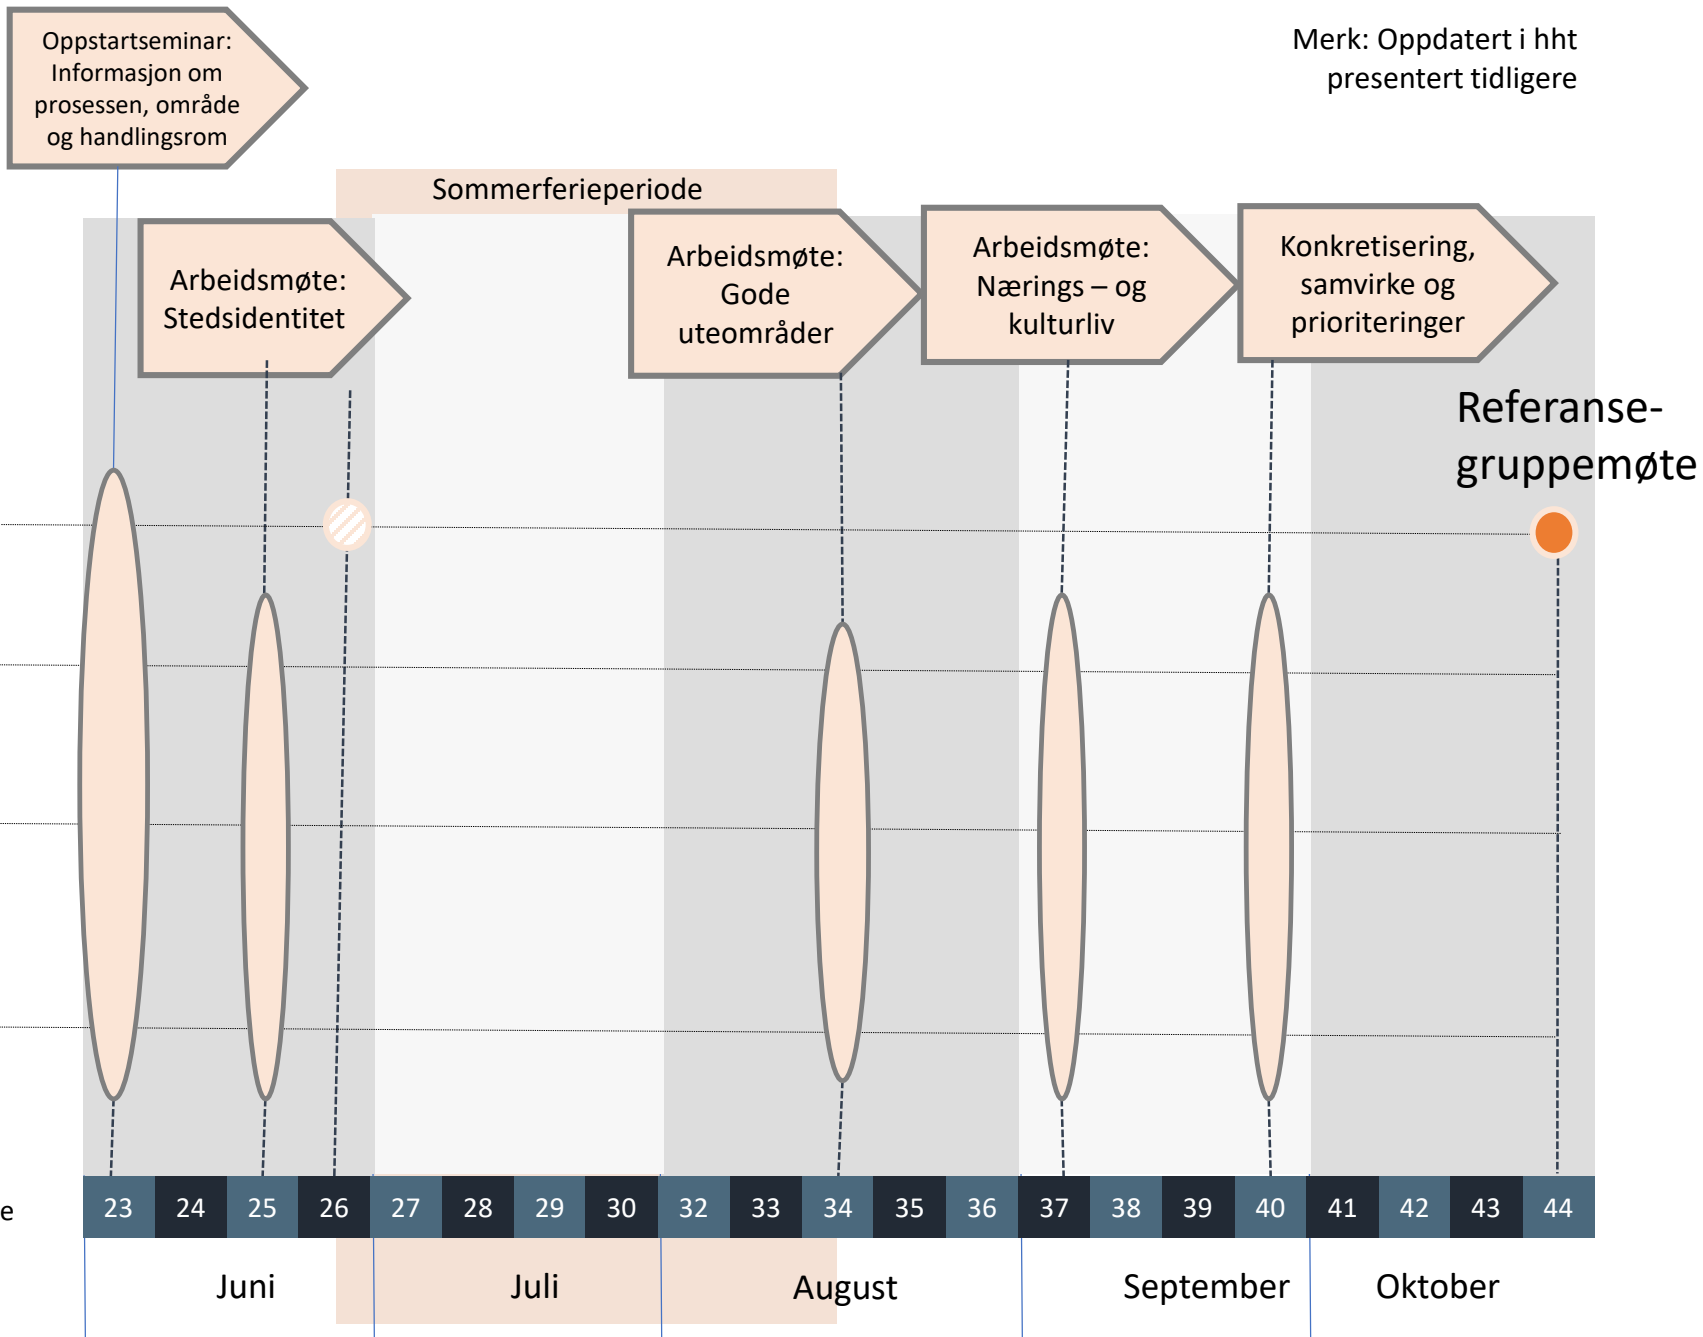 Oppstartseminar:
Informasjon om
prosessen, område
og handlingsrom
Merk: Oppdatert i hht
presentert tidligere
Sommerferieperiode
Arbeidsmøte:
Stedsidentitet
Arbeidsmøte:
Gode
uteområder
Arbeidsmøte:
Nærings – og
kulturliv
Konkretisering,
samvirke og
prioriteringer
Referanse-
gruppemøte
e
23 24 25 26 27 28 29 30 32 33 34 35 36 37 38 39 40 41 42 43 44
Juni Juli August September Oktober